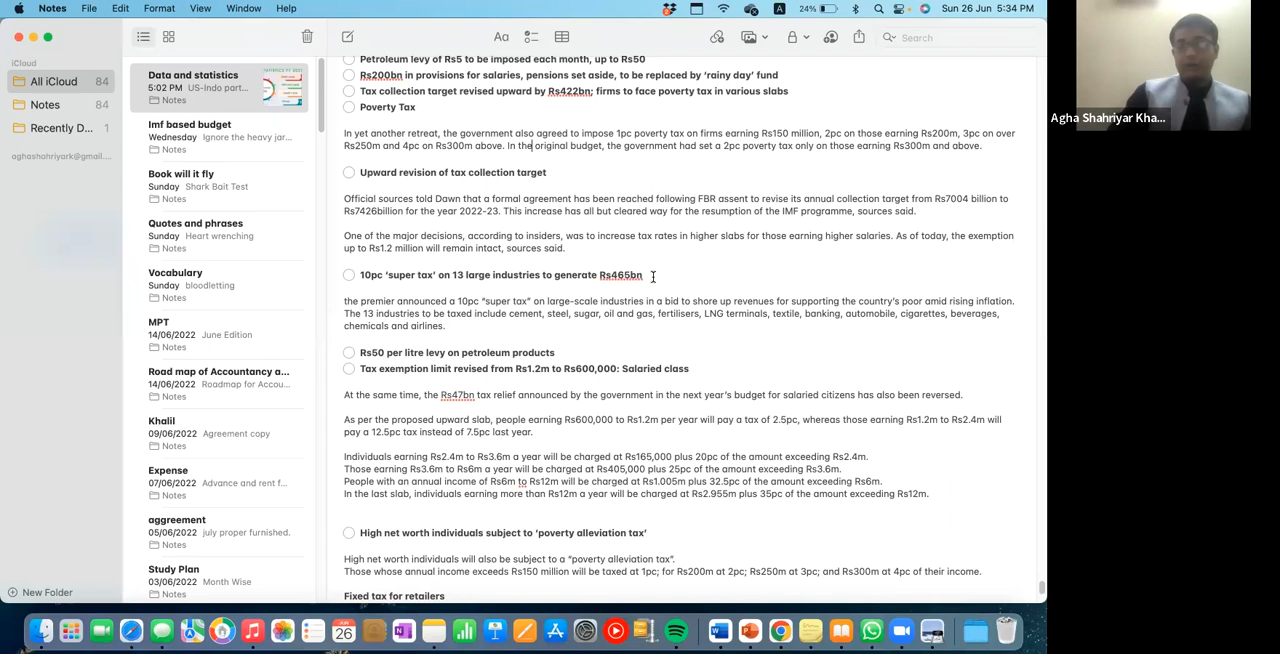 Notes File Edit Format View Window Help
A 24% Sun 26 Jun 5:34 PM
Aa
Search
iCloud
All iCloud 84
Notes 84
Recently D... 1
aghashahriyark@gmail....
New Folder
Data and statistics
5:02 PM US-Indo part...
Notes
Imf based budget
Wednesday Ignore the heavy jar...
Notes
Book will it fly
Sunday Shark Bait Test
Notes
Quotes and phrases
Sunday Heart wrenching
Notes
Vocabulary
Sunday bloodletting
Notes
MPT
14/06/2022 June Edition
Notes
Road map of Accountancy a...
14/06/2022 Roadmap for Accou...
Notes
Khalil
09/06/2022 Agreement copy
Notes
Expense
07/06/2022 Advance and rent f...
Notes
aggreement
05/06/2022 july proper furnished.
Notes
Study Plan
03/06/2022 Month Wise
Notes
Petroleum levy of Rs5 to be imposed each month, up to Rs50
Rs200bn in provisions for salaries, pensions set aside, to be replaced by ‘rainy day’ fund
Tax collection target revised upward by Rs422bn; firms to face poverty tax in various slabs
Poverty Tax
In yet another retreat, the government also agreed to impose 1pc poverty tax on firms earning Rs150 million, 2pc on those earning Rs200m, 3pc on over
Rs250m and 4pc on Rs300m above. In the original budget, the government had set a 2pc poverty tax only on those earning Rs300m and above.
Upward revision of tax collection target
Official sources told Dawn that a formal agreement has been reached following FBR assent to revise its annual collection target from Rs7004 billion to
Rs7426billion for the year 2022-23. This increase has all but cleared way for the resumption of the IMF programme, sources said.
One of the major decisions, according to insiders, was to increase tax rates in higher slabs for those earning higher salaries. As of today, the exemption
up to Rs1.2 million will remain intact, sources said.
10pc ‘super tax’ on 13 large industries to generate Rs465bn
the premier announced a 10pc “super tax” on large-scale industries in a bid to shore up revenues for supporting the country’s poor amid rising inflation.
The 13 industries to be taxed include cement, steel, sugar, oil and gas, fertilisers, LNG terminals, textile, banking, automobile, cigarettes, beverages,
chemicals and airlines.
Rs50 per litre levy on petroleum products
Tax exemption limit revised from Rs1.2m to Rs600,000: Salaried class
At the same time, the Rs47bn tax relief announced by the government in the next year’s budget for salaried citizens has also been reversed.
As per the proposed upward slab, people earning Rs600,000 to Rs1.2m per year will pay a tax of 2.5pc, whereas those earning Rs1.2m to Rs2.4m will
pay a 12.5pc tax instead of 7.5pc last year.
Individuals earning Rs2.4m to Rs3.6m a year will be charged at Rs165,000 plus 20pc of the amount exceeding Rs2.4m.
Those earning Rs3.6m to Rs6m a year will be charged at Rs405,000 plus 25pc of the amount exceeding Rs3.6m.
People with an annual income of Rs6m to Rs12m will be charged at Rs1.005m plus 32.5pc of the amount exceeding Rs6m.
In the last slab, individuals earning more than Rs12m a year will be charged at Rs2.955m plus 35pc of the amount exceeding Rs12m.
High net worth individuals subject to ‘poverty alleviation tax’
High net worth individuals will also be subject to a “poverty alleviation tax”.
Those whose annual income exceeds Rs150 million will be taxed at 1pc; for Rs200m at 2pc; Rs250m at 3pc; and Rs300m at 4pc of their income.
Fixed tax for retailers
Agha Shahriyar Kha...
JUN
26